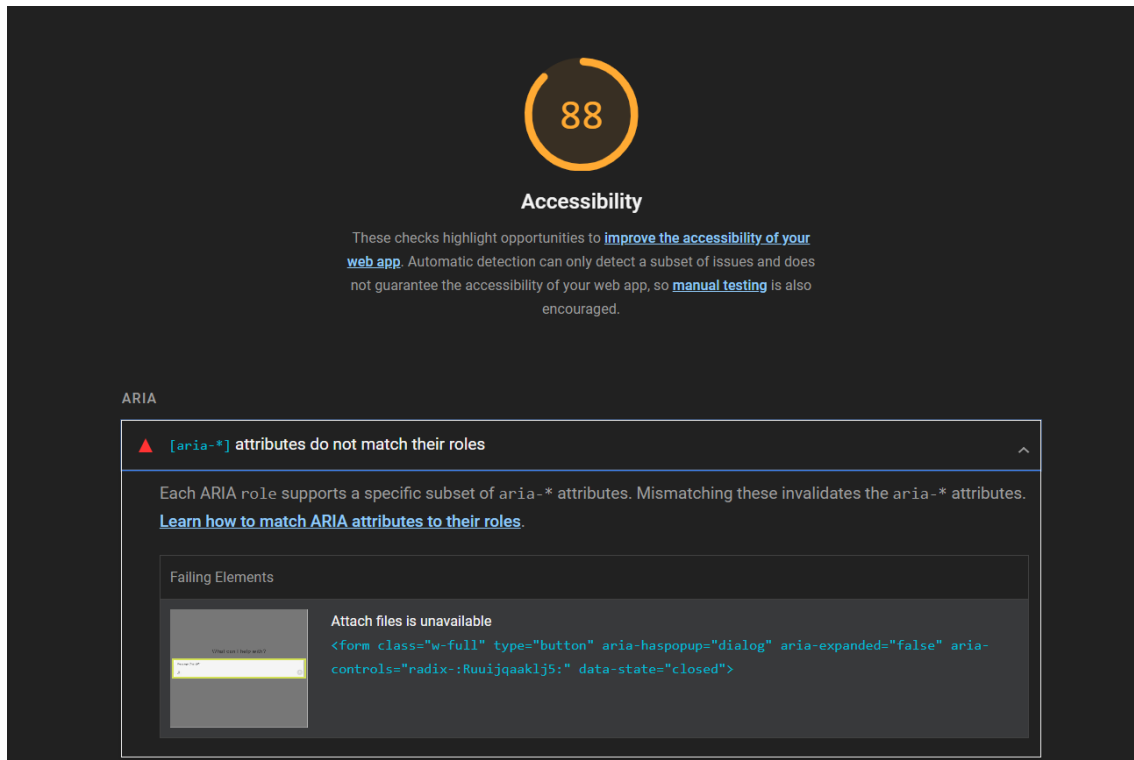 88
Accessibility
These checks highlight opportunities to improve the accessibility of your
web app. Automatic detection can only detect a subset of issues and does
not guarantee the accessibility of your web app, so manual testing is also
encouraged.
ARIA
[aria-*] attributes do not match their roles
Each ARIA role supports a specific subset of aria-* attributes. Mismatching these invalidates the aria-* attributes.
Learn how to match ARIA attributes to their roles.
Failing Elements
What can I help with?
Attach files is unavailable
<form class="w-full" type="button" aria-haspopup="dialog" aria-expanded="false" aria-
controls="radix-:Ruuijqaaklj5:" data-state="closed">